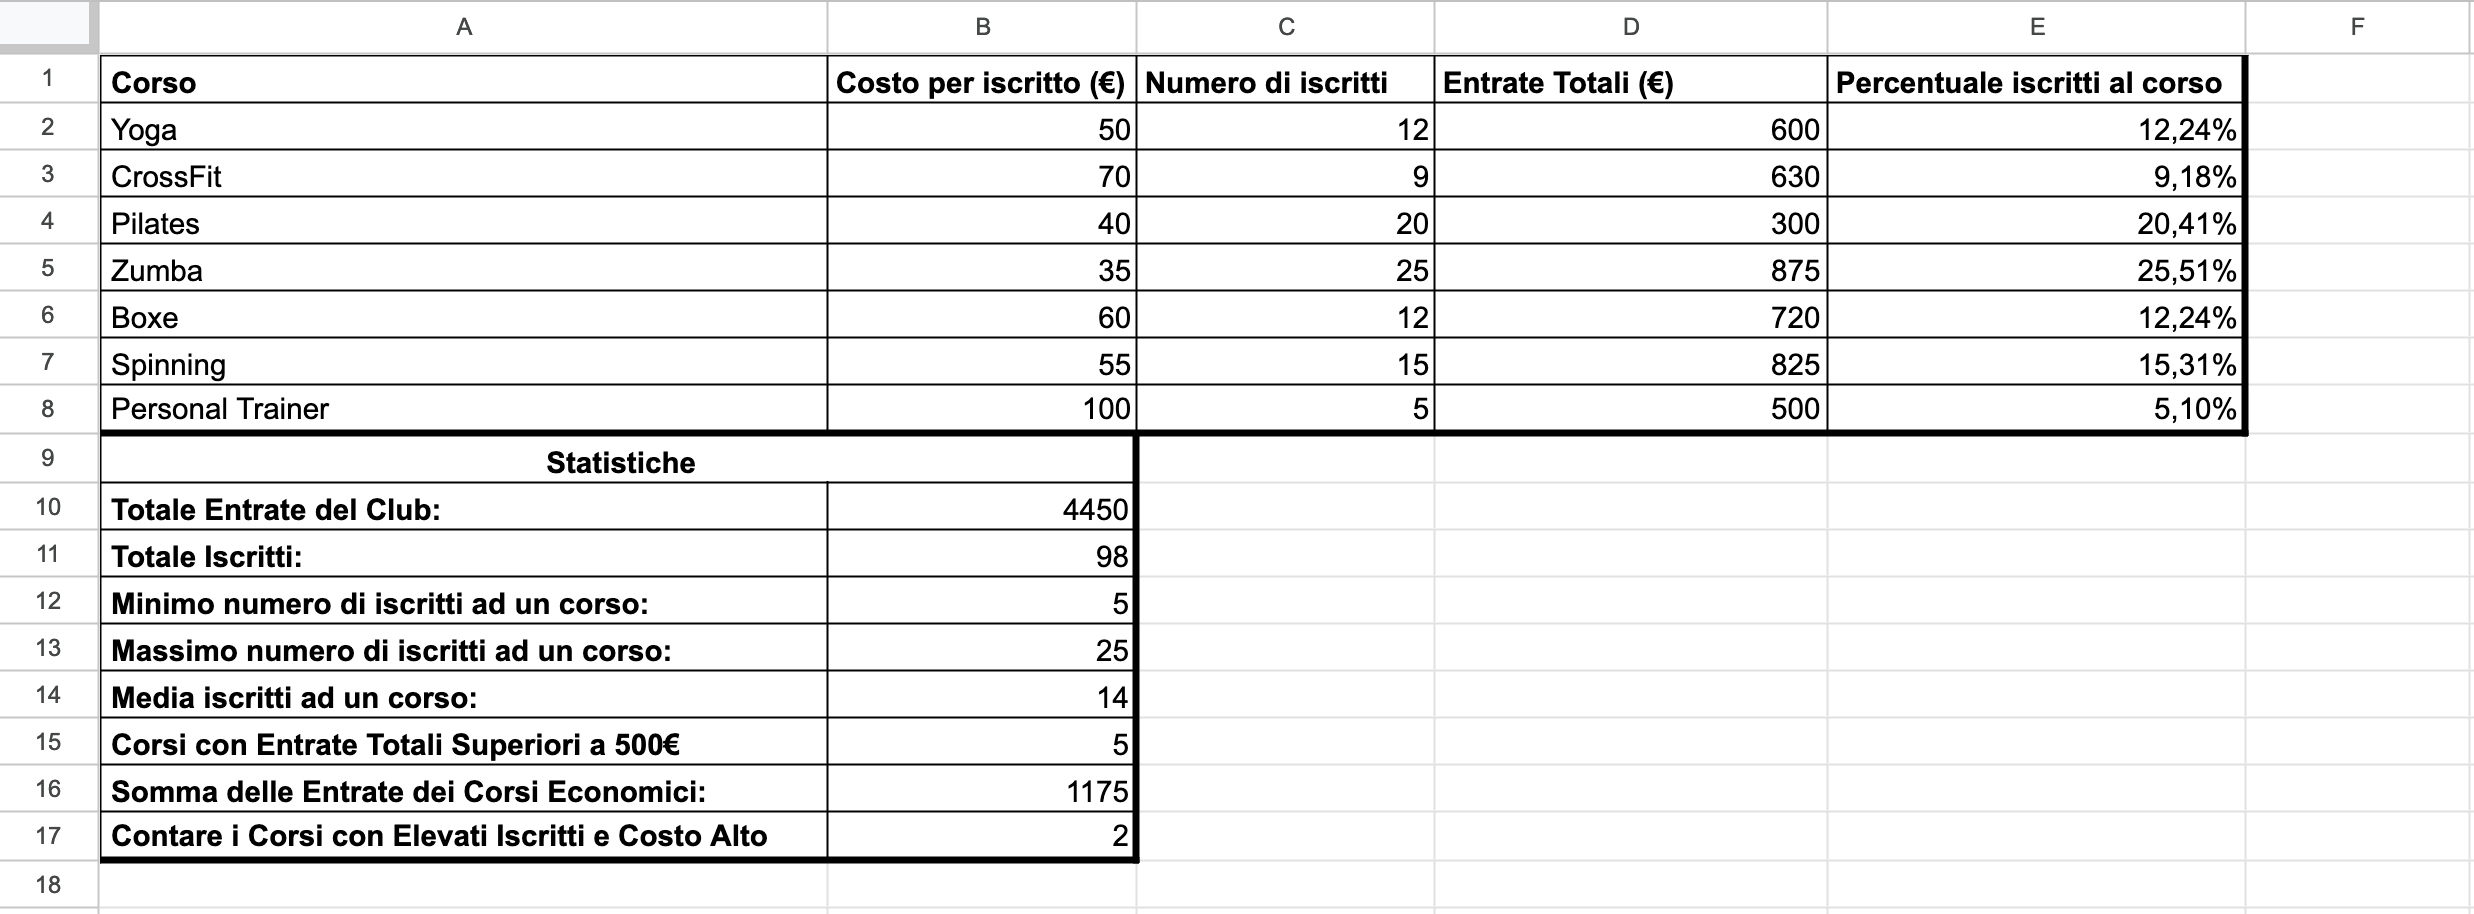 A B C D E F
1 Corso Costo per iscritto (€) Numero di iscritti Entrate Totali (€) Percentuale iscritti al corso
2 Yoga 50 12 600 12,24%
3 CrossFit 70 9 630 9,18%
4 Pilates 40 20 300 20,41%
5 Zumba 35 25 875 25,51%
6 Boxe 60 12 720 12,24%
7 Spinning 55 15 825 15,31%
8 Personal Trainer 100 5 500 5,10%
9 Statistiche
10 Totale Entrate del Club: 4450
11 Totale Iscritti: 98
12 Minimo numero di iscritti ad un corso: 5
13 Massimo numero di iscritti ad un corso: 25
14 Media iscritti ad un corso: 14
15 Corsi con Entrate Totali Superiori a 500€ 5
16 Somma delle Entrate dei Corsi Economici: 1175
17 Contare i Corsi con Elevati Iscritti e Costo Alto 2
18